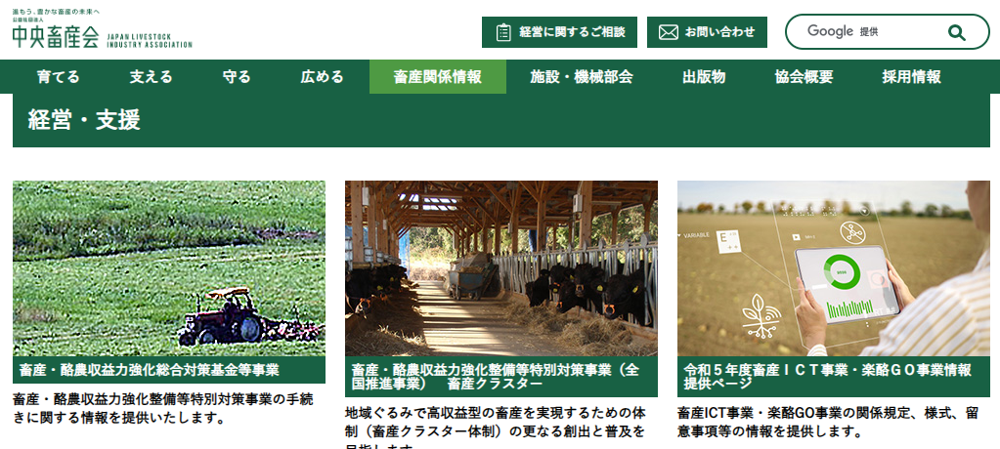 進もう、豊かな畜産の未来へ
公益社団法人
中央畜産会 JAPAN LIVESTOCK
INDUSTRY ASSOCIATION
経営に関するご相談
お問い合わせ
Google 提供
育てる 支える 守る 広める 畜産関係情報 施設・機械部会 出版物 協会概要 採用情報
経営・支援
VARIABLE
E
畜産・酪農収益力強化総合対策基金等事業
畜産・酪農収益力強化整備等特別対策事業の手続
きに関する情報を提供いたします。
畜産・酪農収益力強化整備等特別対策事業（全
国推進事業） 畜産クラスター
地域ぐるみで高収益型の畜産を実現するための体
制（畜産クラスター体制）の更なる創出と普及を
目指します。
令和５年度畜産ＩＣＴ事業・楽酪ＧＯ事業情報
提供ページ
畜産ICT事業・楽酪GO事業の関係規定、様式、留
意事項等の情報を提供します。